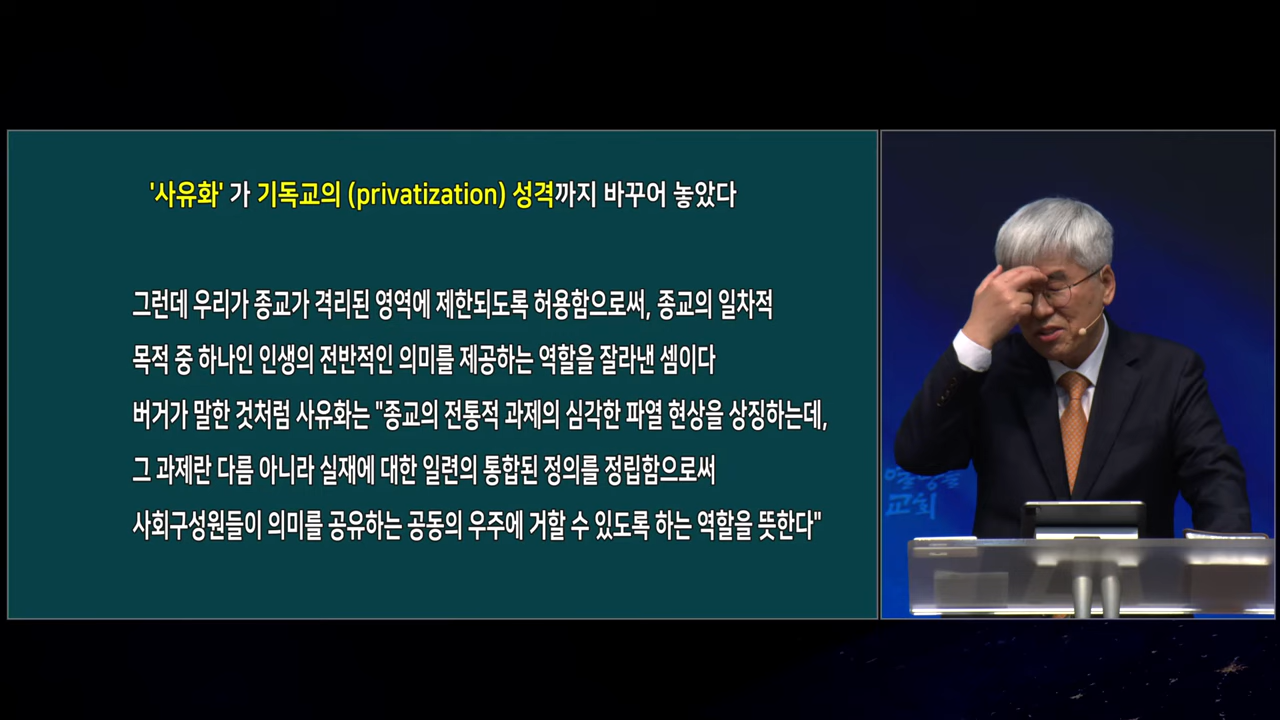 '사유화' 가 기독교의 (privatization) 성격까지 바꾸어 놓았다
그런데 우리가 종교가 격리된 영역에 제한되도록 허용함으로써, 종교의 일차적
목적 중 하나인 인생의 전반적인 의미를 제공하는 역할을 잘라낸 셈이다
버거가 말한 것처럼 사유화는 "종교의 전통적 과제의 심각한 파열 현상을 상징하는데,
그 과제란 다름 아니라 실재에 대한 일련의 통합된 정의를 정립함으로써
사회구성원들이 의미를 공유하는 공동의 우주에 거할 수 있도록 하는 역할을 뜻한다"
교회